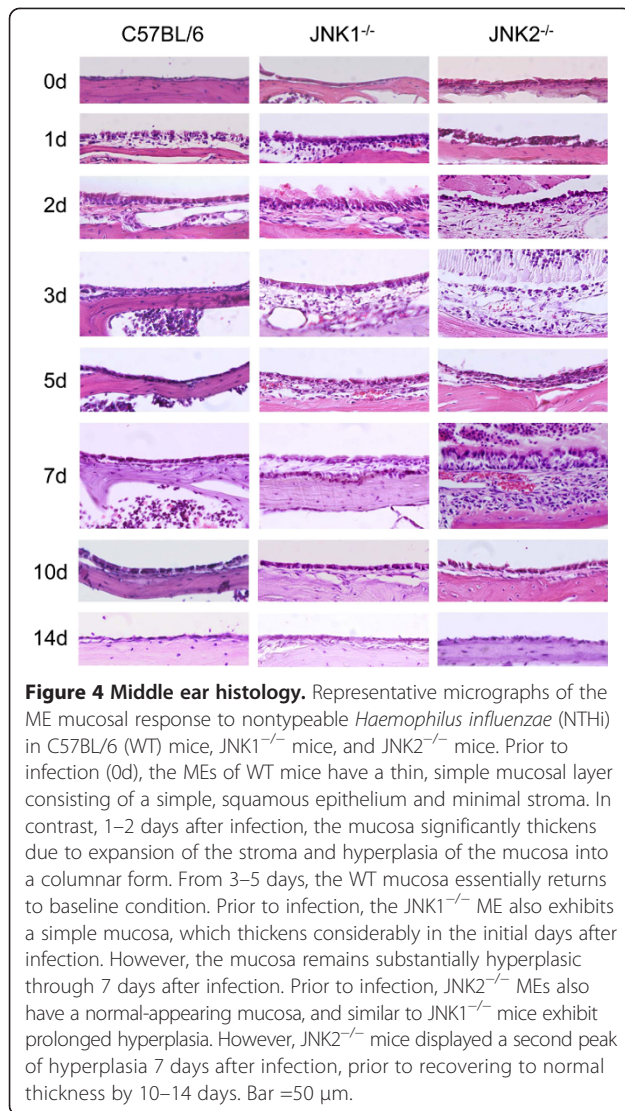 C57BL/6 JNK1-/- JNK2-/-
0d
1d
2d
3d
5d
7d
10d
14d
Figure 4 Middle ear histology. Representative micrographs of the
ME mucosal response to nontypeable Haemophilus influenzae (NTHi)
in C57BL/6 (WT) mice, JNK1−/− mice, and JNK2−/− mice. Prior to
infection (0d), the MEs of WT mice have a thin, simple mucosal layer
consisting of a simple, squamous epithelium and minimal stroma. In
contrast, 1–2 days after infection, the mucosa significantly thickens
due to expansion of the stroma and hyperplasia of the mucosa into
a columnar form. From 3–5 days, the WT mucosa essentially returns
to baseline condition. Prior to infection, the JNK1−/− ME also exhibits
a simple mucosa, which thickens considerably in the initial days after
infection. However, the mucosa remains substantially hyperplasic
through 7 days after infection. Prior to infection, JNK2−/− MEs also
have a normal-appearing mucosa, and similar to JNK1−/− mice exhibit
prolonged hyperplasia. However, JNK2−/− mice displayed a second peak
of hyperplasia 7 days after infection, prior to recovering to normal
thickness by 10–14 days. Bar =50 μm.